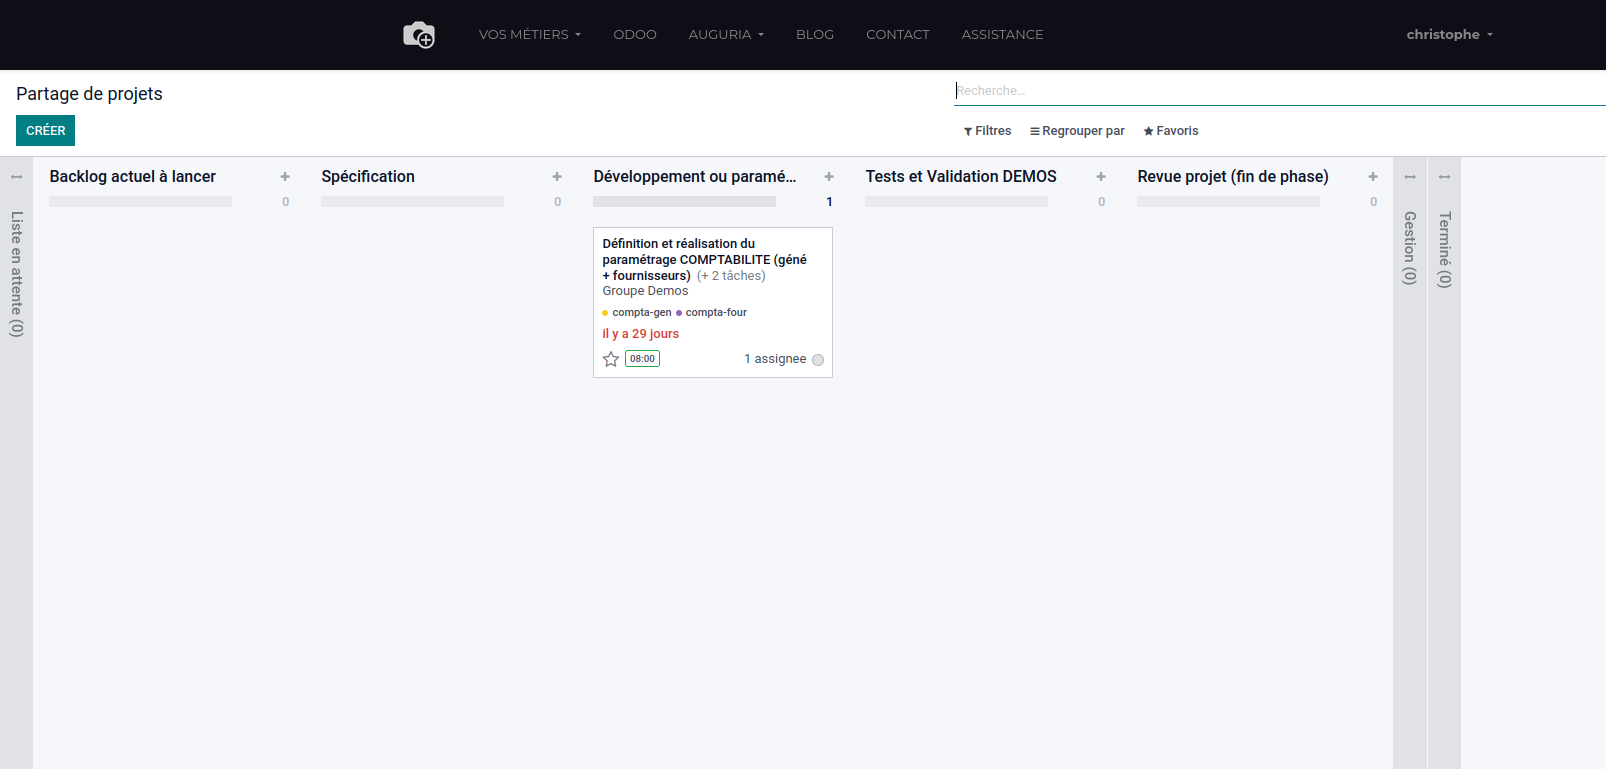 VOS MÉTIERS
ODOO
AUGURIA
BLOG
CONTACT
ASSISTANCE
christophe
Partage de projets
Recherche...
CRÉER
Filtres
Regrouper par
Favoris
Liste en attente (0)
Backlog actuel à lancer
0
Spécification
0
Développement ou paramé...
1
Définition et réalisation du
paramétrage COMPTABILITE (géné
+ fournisseurs) (+ 2 tâches)
Groupe Demos
compta-gen compta-four
il y a 29 jours
08:00
1 assignee
Tests et Validation DEMOS
0
Revue projet (fin de phase)
0
Gestion (0)
Terminé (0)